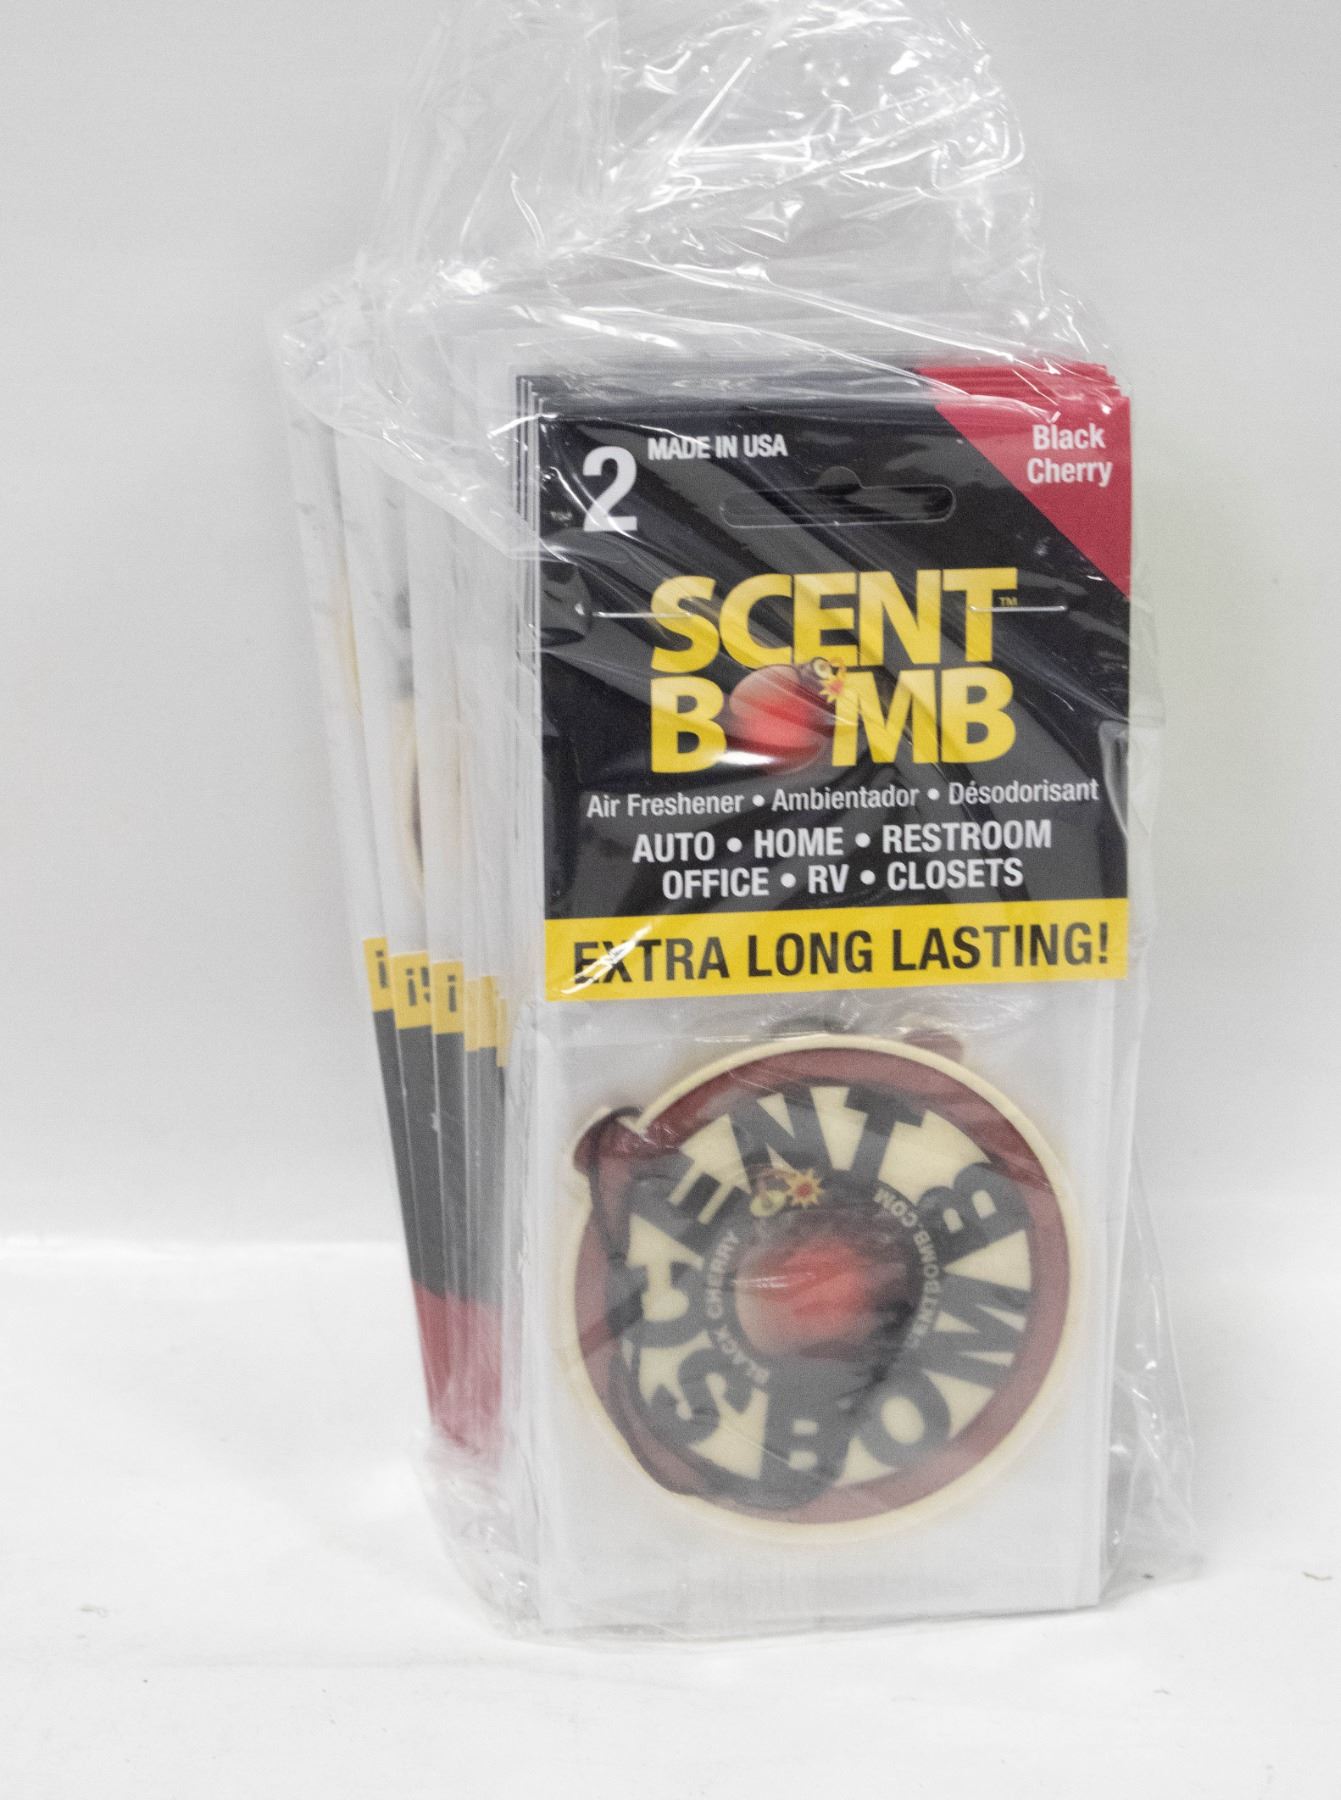 2
MADE IN USA
Black
Cherry
SCENT™
BOMB
Air Freshener • Ambientador • Désodorisant
AUTO • HOME • RESTROOM
OFFICE • RV • CLOSETS
EXTRA LONG LASTING!
SCENT BOMB
BLACK CHERRY
SCENTBOMB.COM